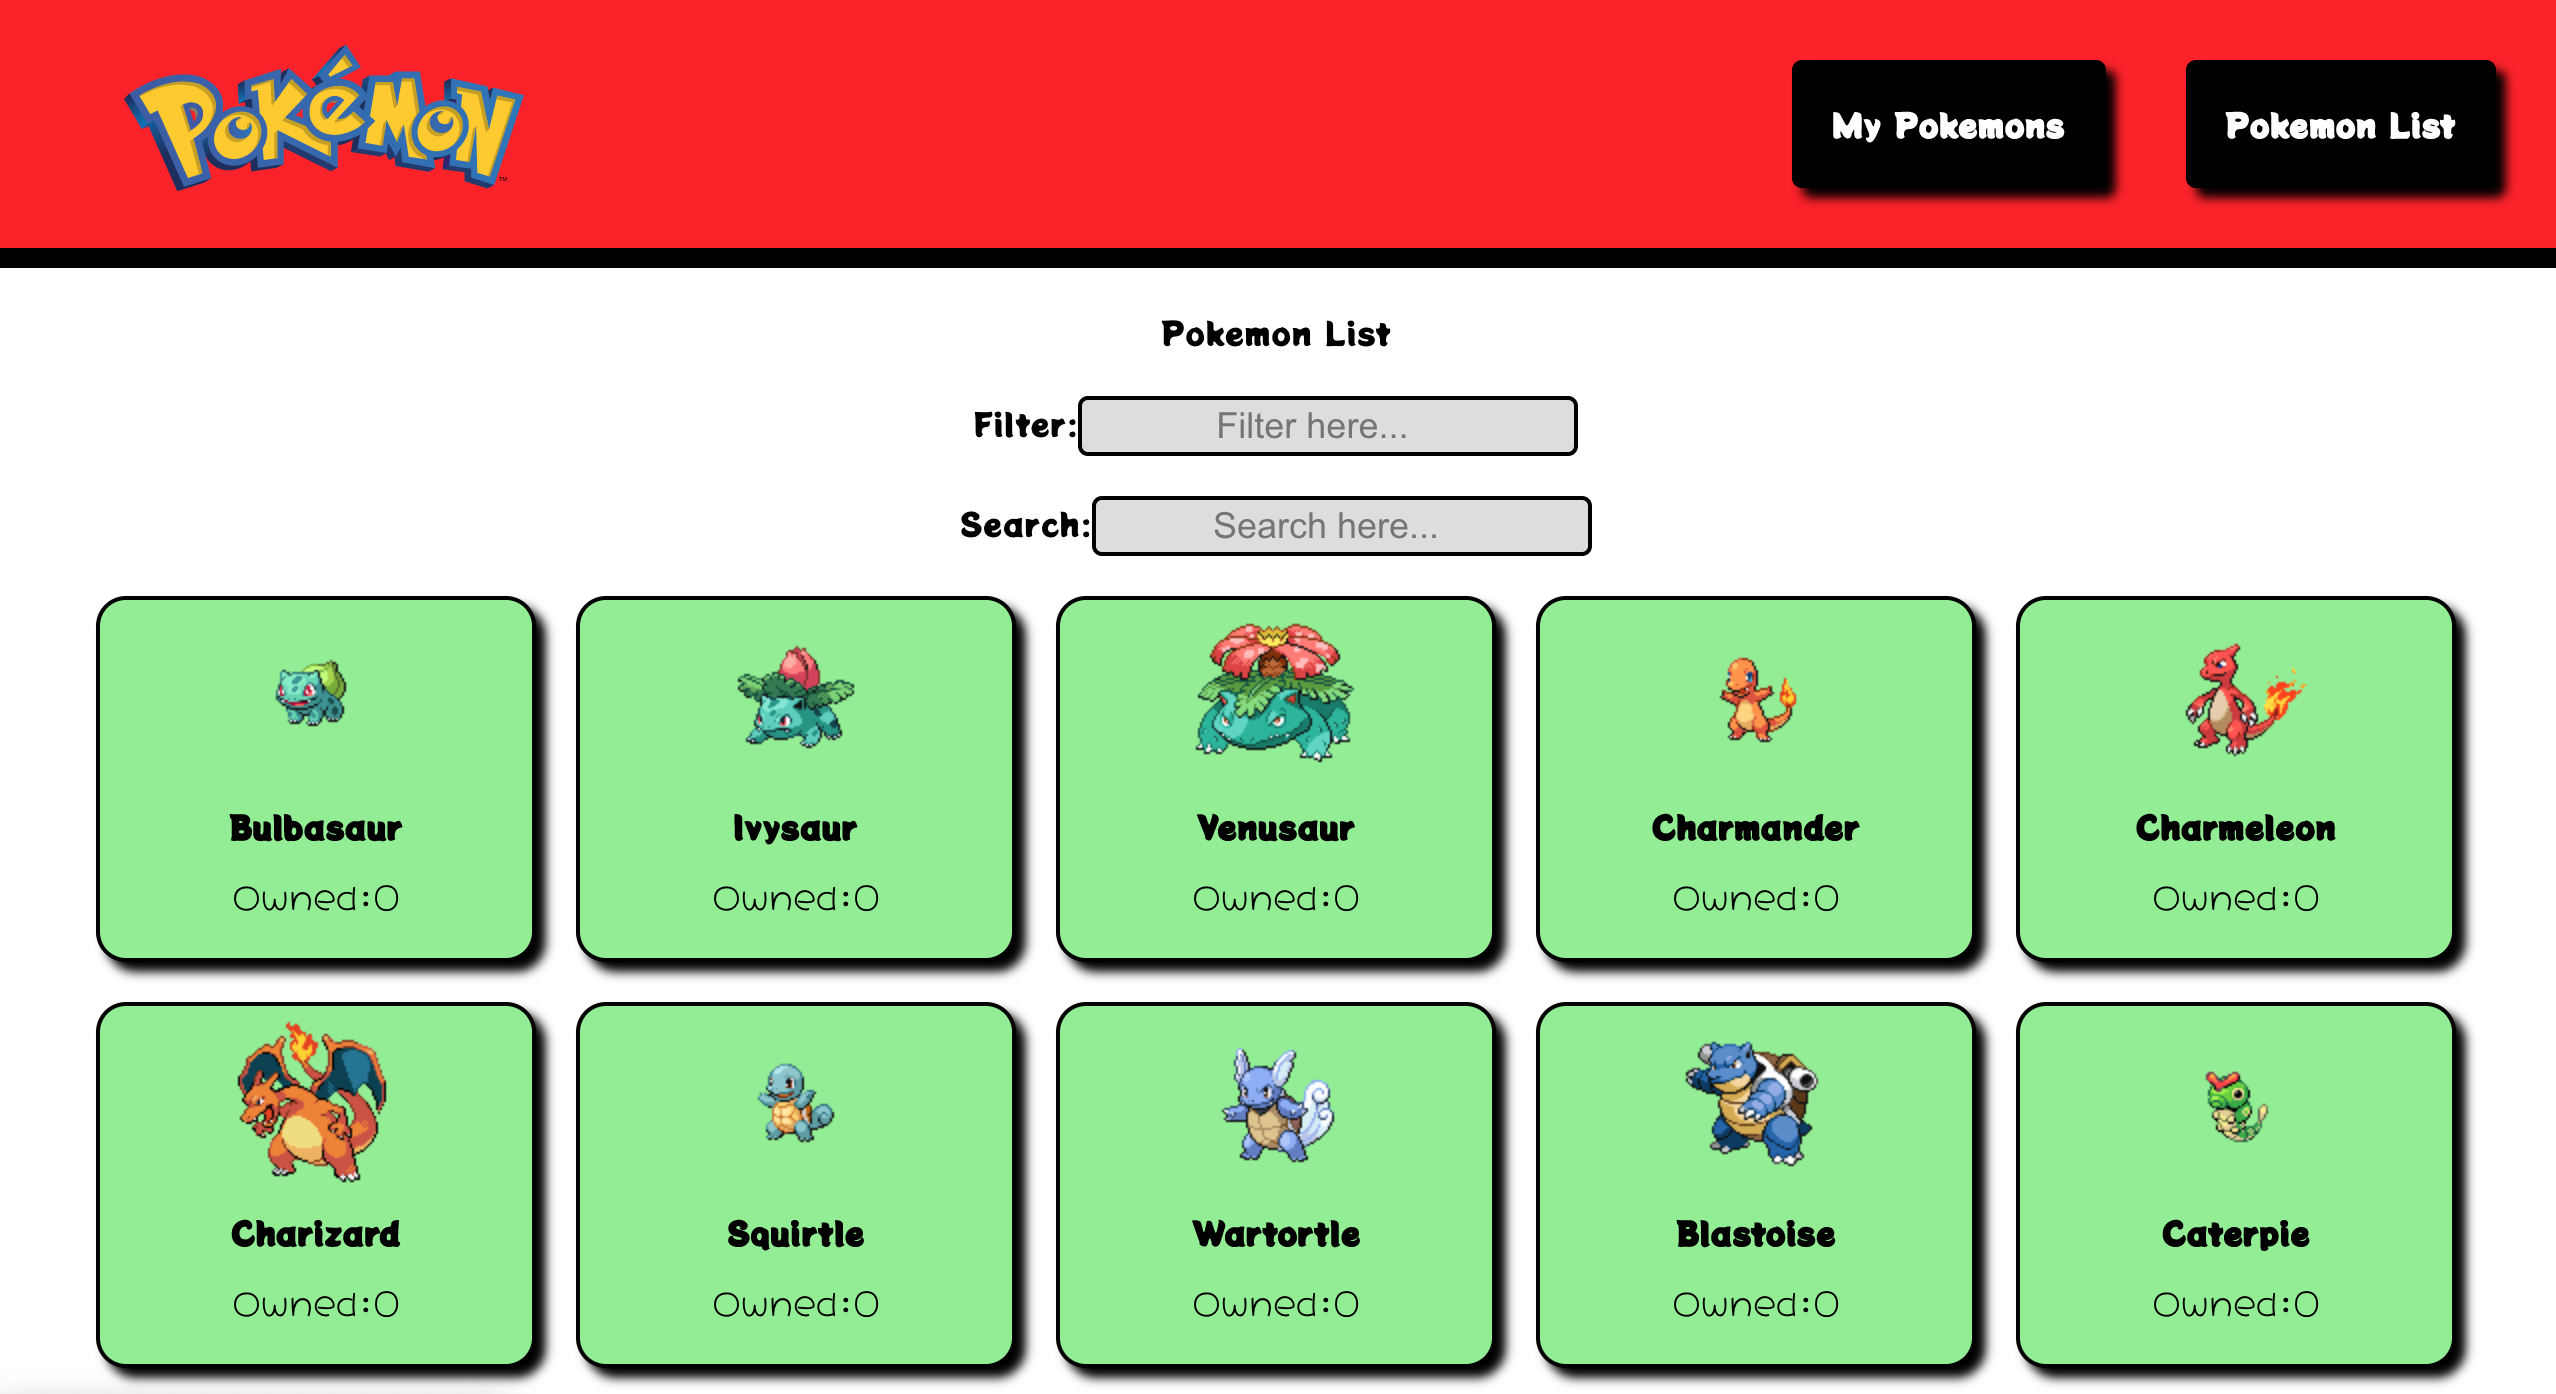 Pokémon
TM
My Pokemons
Pokemon List
Pokemon List
Filter:
Filter here...
Search:
Search here...
Bulbasaur
Owned:0
Ivysaur
Owned:0
Venusaur
Owned:0
Charmander
Owned:0
Charmeleon
Owned:0
Charizard
Owned:0
Squirtle
Owned:0
Wartortle
Owned:0
Blastoise
Owned:0
Caterpie
Owned:0